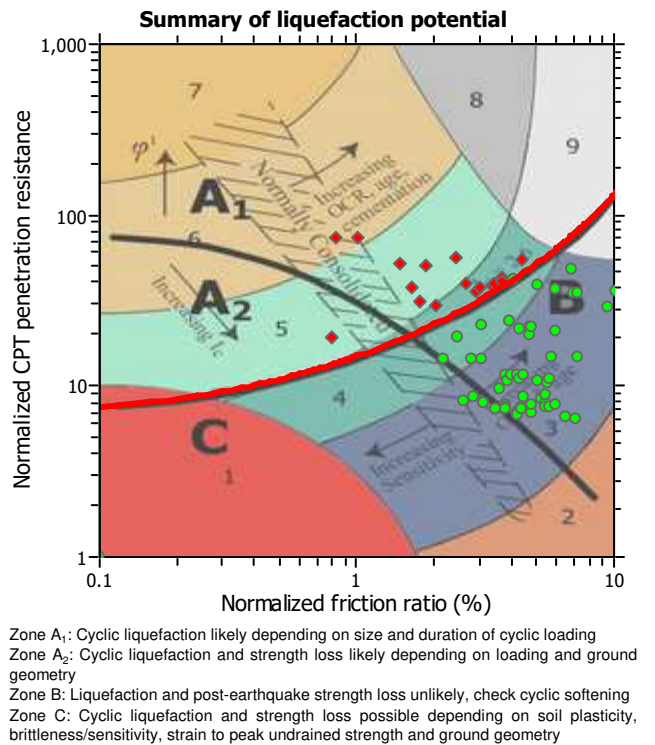 Summary of liquefaction potential
Normalized CPT penetration resistance
1,000
100
10
1
0.1
1
10
Normalized friction ratio (%)
7
8
9
φ'
A1
Normally Consolidated
Increasing
OCR, age,
cementation
6
A2
Increasing Ic
5
B
4
C
1
Increasing
Sensitivity
3
2
Zone A1: Cyclic liquefaction likely depending on size and duration of cyclic loading
Zone A2: Cyclic liquefaction and strength loss likely depending on loading and ground
geometry
Zone B: Liquefaction and post-earthquake strength loss unlikely, check cyclic softening
Zone C: Cyclic liquefaction and strength loss possible depending on soil plasticity,
brittleness/sensitivity, strain to peak undrained strength and ground geometry